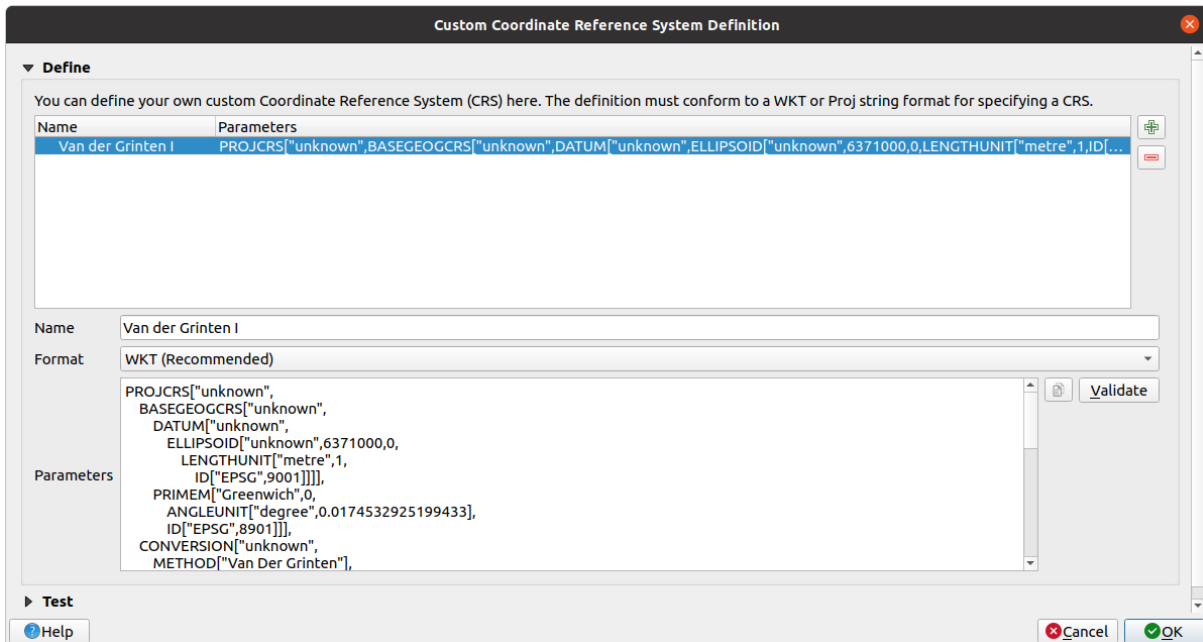 Custom Coordinate Reference System Definition
Define
You can define your own custom Coordinate Reference System (CRS) here. The definition must conform to a WKT or Proj string format for specifying a CRS.
Name Parameters
Van der Grinten I PROJCRS["unknown",BASEGEOGCRS["unknown",DATUM["unknown",ELLIPSOID["unknown",6371000,0,LENGTHUNIT["metre",1,ID[…
Name Van der Grinten I
Format WKT (Recommended)
Parameters
PROJCRS["unknown",
BASEGEOGCRS["unknown",
DATUM["unknown",
ELLIPSOID["unknown",6371000,0,
LENGTHUNIT["metre",1,
ID["EPSG",9001]]]],
PRIMEM["Greenwich",0,
ANGLEUNIT["degree",0.0174532925199433],
ID["EPSG",8901]]],
CONVERSION["unknown",
METHOD["Van Der Grinten"],
Validate
Test
Help Cancel OK